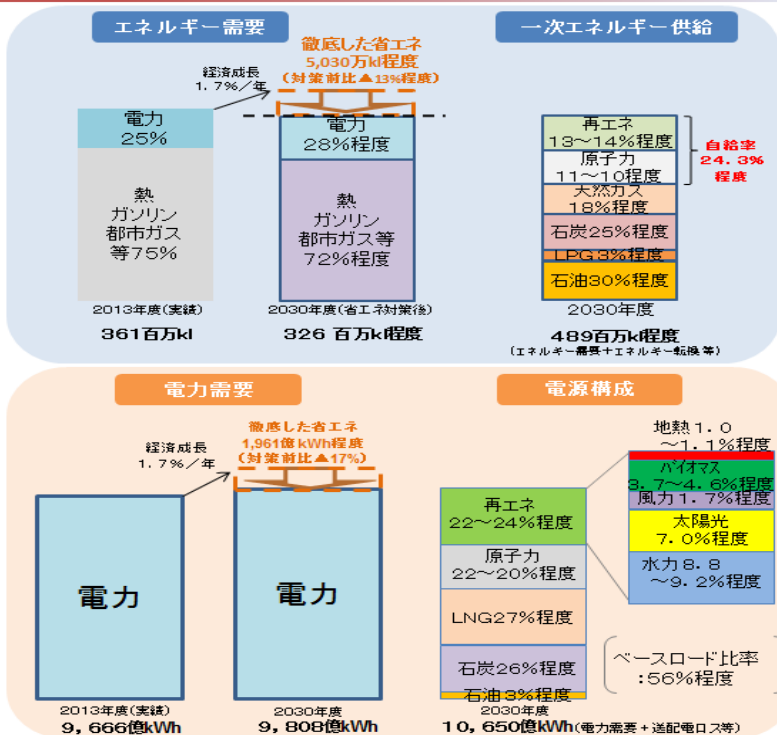 エネルギー需要
徹底した省エネ
5,030万kl程度
(対策前比▲13%程度)
経済成長
1.7%/年
電力
25%
熱
ガソリン
都市ガス
等75%
2013年度(実績)
361百万kl
電力
28%程度
熱
ガソリン
都市ガス等
72%程度
2030年度(省エネ対策後)
326 百万kl程度
一次エネルギー供給
再エネ
13~14%程度
原子力
11~10程度
天然ガス
18%程度
石炭25%程度
LPG3%程度
石油30%程度
自給率
24.3%
程度
2030年度
489百万kl程度
(エネルギー需要+エネルギー転換等)
電力需要
徹底した省エネ
1,961億kWh程度
(対策前比▲17%)
経済成長
1.7%/年
電力
2013年度(実績)
9,666億kWh
電力
2030年度
9,808億kWh
電源構成
再エネ
22~24%程度
原子力
22~20%程度
LNG27%程度
石炭26%程度
石油3%程度
2030年度
10,650億kWh(電力需要+送配電ロス等)
地熱1.0
~1.1%程度
バイオマス
3.7~4.6%程度
風力1.7%程度
太陽光
7.0%程度
水力8.8
~9.2%程度
ベースロード比率
:56%程度